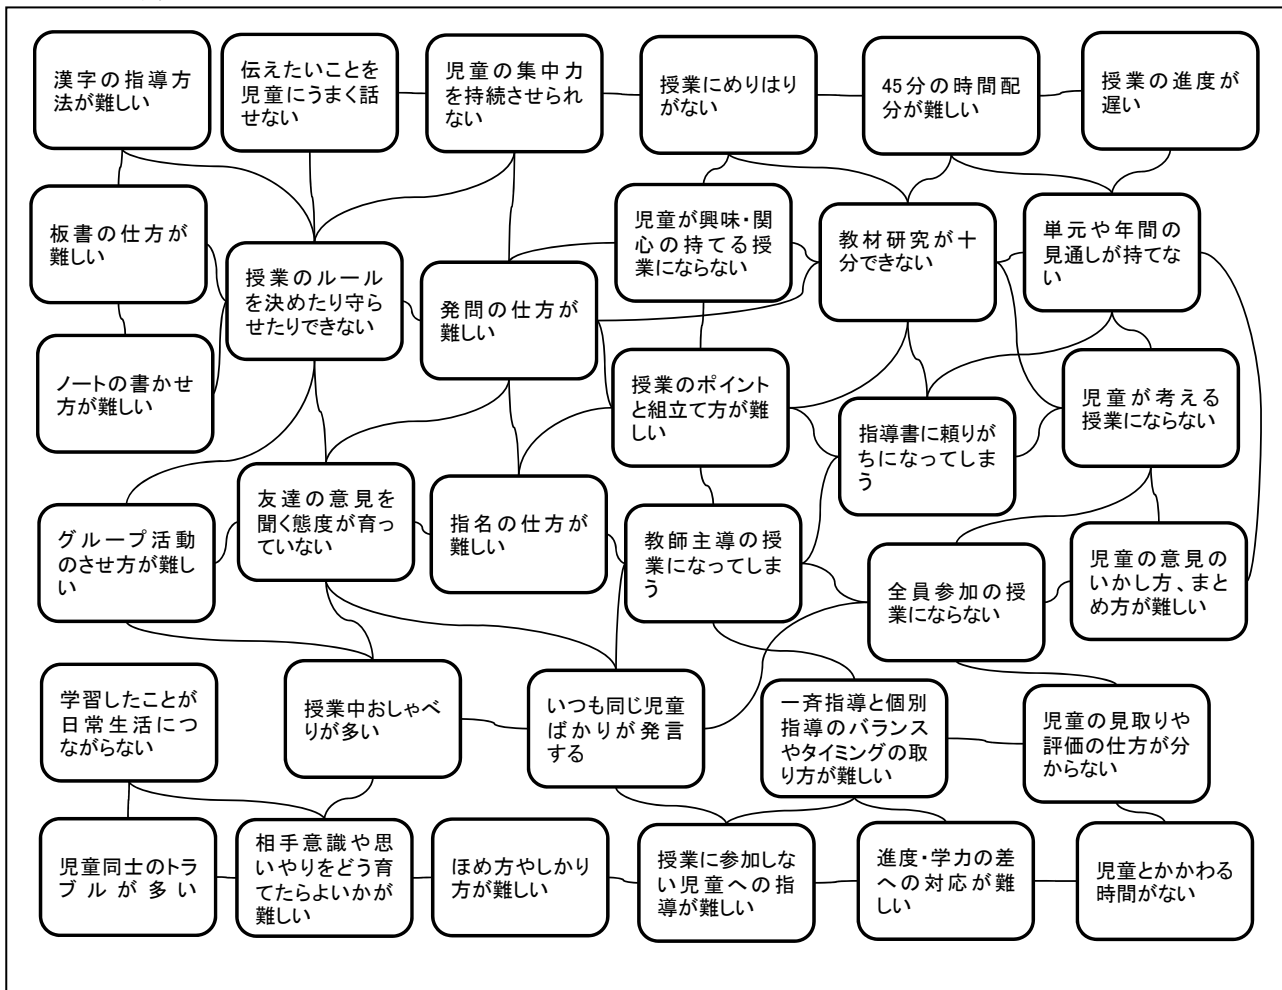 漢字の指導方
法が難しい
伝えたいことを
児童にうまく話
せない
児童の集中力
を持続させられ
ない
授業にめりはり
がない
45分の時間配
分が難しい
授業の進度が
遅い
板書の仕方が
難しい
授業のルール
を決めたり守ら
せたりできない
発問の仕方が
難しい
児童が興味・関
心の持てる授
業にならない
教材研究が十
分できない
単元や年間の
見通しが持てな
い
ノートの書かせ
方が難しい
授業のポイント
と組立て方が難
しい
指導書に頼りが
ちになってしま
う
児童が考える
授業にならない
グループ活動
のさせ方が難し
い
友達の意見を
聞く態度が育っ
ていない
指名の仕方が
難しい
教師主導の授
業になってしま
う
全員参加の授
業にならない
児童の意見の
いかし方、まと
め方が難しい
学習したことが
日常生活につ
ながらない
授業中おしゃべ
りが多い
いつも同じ児童
ばかりが発言
する
一斉指導と個別
指導のバランス
やタイミングの取
り方が難しい
児童の見取りや
評価の仕方が分
からない
児童同士のトラ
ブルが多い
相手意識や思
いやりをどう育
てたらよいかが
難しい
ほめ方やしかり
方が難しい
授業に参加しな
い児童への指
導が難しい
進度・学力の差
への対応が難
しい
児童とかかわる
時間がない